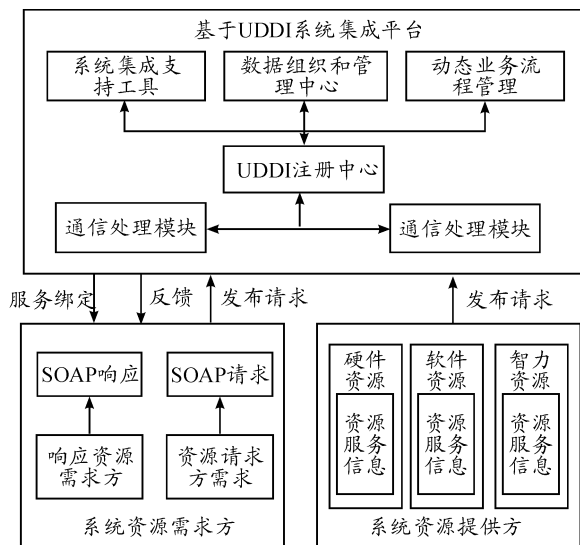 基于UDDI系统集成平台
系统集成支
持工具
数据组织和管
理中心
动态业务流
程管理
UDDI注册中心
通信处理模块
通信处理模块
服务绑定
反馈
发布请求
发布请求
SOAP响应
SOAP请求
响应资源
需求方
资源请求
方需求
系统资源需求方
硬件
资源
资源
服务
信息
软件
资源
资源
服务
信息
智力
资源
资源
服务
信息
系统资源提供方